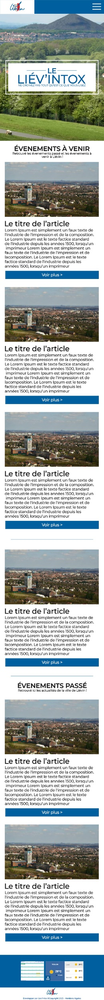 Liévin
LE
LIÉV'INTOX
NE CROIVEZ PAS TOUT QU'EST CE QUE VOUS LISEZ
ÉVENEMENTS À VENIR
Retrouvé les évenements passé et les évenements à
venir à Liévin !
Le titre de l'article
Lorem Ipsum est simplement un faux texte de
l'industrie de l'impression et de la composition.
Le Lorem Ipsum est le texte factice standard
de l'industrie depuis les années 1500, lorsqu'un
imprimeur Lorem Ipsum est simplement un
faux texte de l'industrie de l'impression et de
lacomposition. Le Lorem Ipsum est le texte
factice standard de l'industrie depuis les
années 1500, lorsqu'un imprimeur
Voir plus >
Le titre de l'article
Lorem Ipsum est simplement un faux texte de
l'industrie de l'impression et de la composition.
Le Lorem Ipsum est le texte factice standard
de l'industrie depuis les années 1500, lorsqu'un
imprimeur Lorem Ipsum est simplement un
faux texte de l'industrie de l'impression et de
lacomposition. Le Lorem Ipsum est le texte
factice standard de l'industrie depuis les
années 1500, lorsqu'un imprimeur
Voir plus >
Le titre de l'article
Lorem Ipsum est simplement un faux texte de
l'industrie de l'impression et de la composition.
Le Lorem Ipsum est le texte factice standard
de l'industrie depuis les années 1500, lorsqu'un
imprimeur Lorem Ipsum est simplement un
faux texte de l'industrie de l'impression et de
lacomposition. Le Lorem Ipsum est le texte
factice standard de l'industrie depuis les
années 1500, lorsqu'un imprimeur
Voir plus >
Le titre de l'article
Lorem Ipsum est simplement un faux texte de
l'industrie de l'impression et de la composition.
Le Lorem Ipsum est le texte factice standard
de l'industrie depuis les années 1500, lorsqu'un
imprimeur Lorem Ipsum est simplement un
faux texte de l'industrie de l'impression et de
lacomposition. Le Lorem Ipsum est le texte
factice standard de l'industrie depuis les
années 1500, lorsqu'un imprimeur
Voir plus >
ÉVENEMENTS PASSÉ
Retrouvé ici les actualités de la ville de Liévin !
Le titre de l'article
Lorem Ipsum est simplement un faux texte de
l'industrie de l'impression et de la composition.
Le Lorem Ipsum est le texte factice standard
de l'industrie depuis les années 1500, lorsqu'un
imprimeur Lorem Ipsum est simplement un
faux texte de l'industrie de l'impression et de
lacomposition. Le Lorem Ipsum est le texte
factice standard de l'industrie depuis les
années 1500, lorsqu'un imprimeur
Voir plus >
Le titre de l'article
Lorem Ipsum est simplement un faux texte de
l'industrie de l'impression et de la composition.
Le Lorem Ipsum est le texte factice standard
de l'industrie depuis les années 1500, lorsqu'un
imprimeur Lorem Ipsum est simplement un
faux texte de l'industrie de l'impression et de
lacomposition. Le Lorem Ipsum est le texte
factice standard de l'industrie depuis les
années 1500, lorsqu'un imprimeur
Voir plus >
TOULON
29°C
Liévin
Developper par Liev'Intox ©Copyright 2023 - Mentions légales